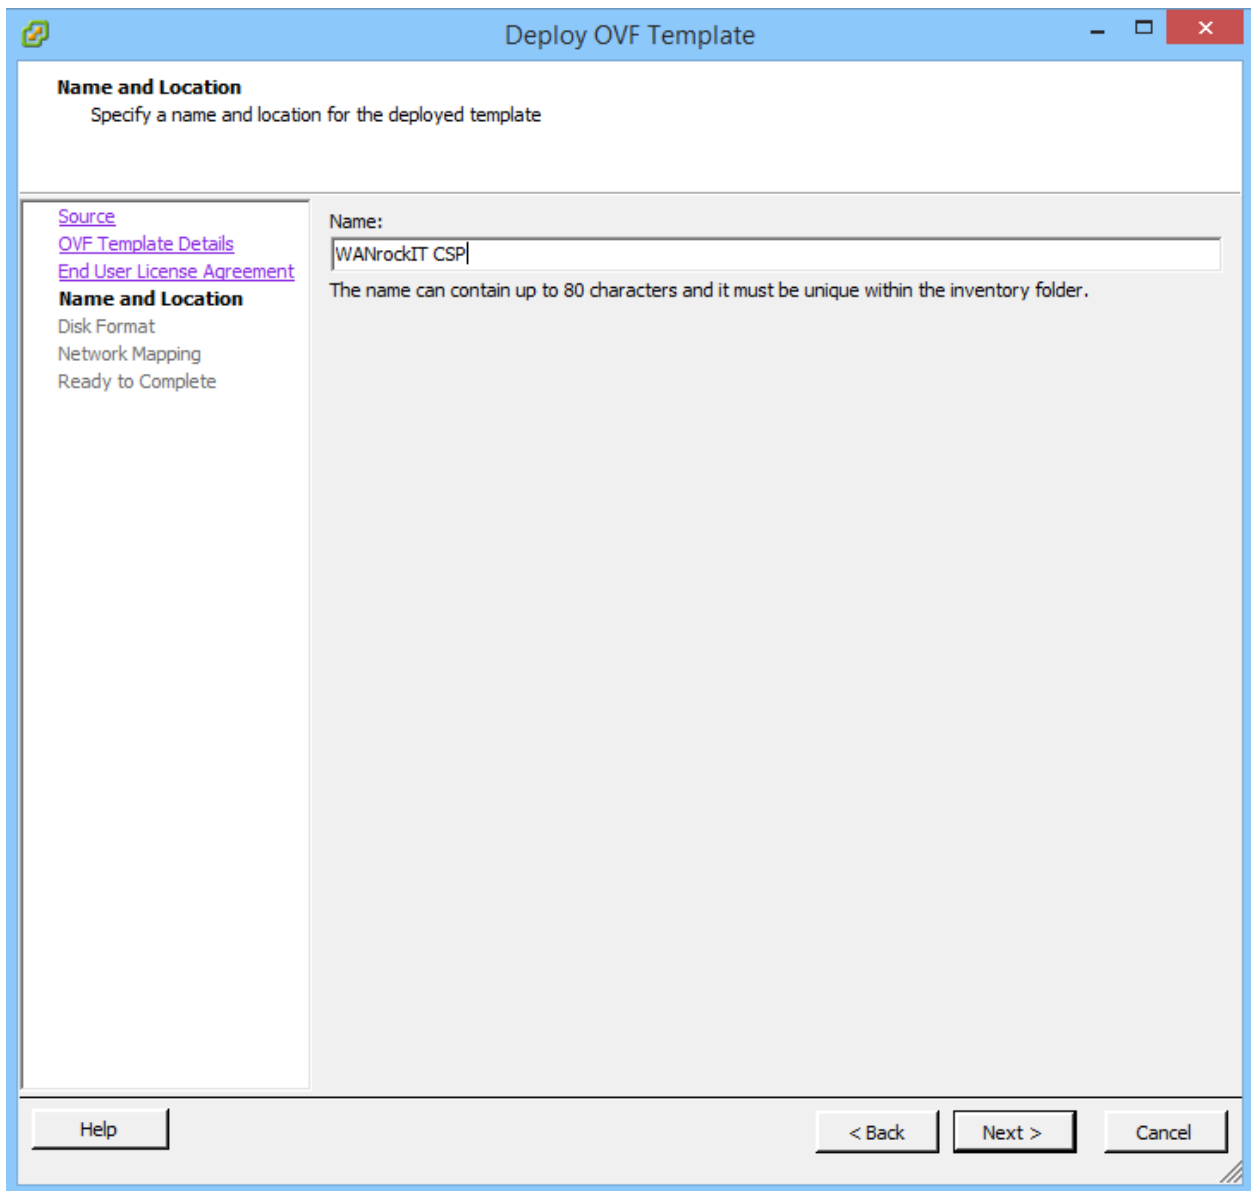 Deploy OVF Template
Name and Location
Specify a name and location for the deployed template
Source
OVF Template Details
End User License Agreement
Name and Location
Disk Format
Network Mapping
Ready to Complete
Name:
WANrockIT CSP
The name can contain up to 80 characters and it must be unique within the inventory folder.
Help
< Back
Next >
Cancel